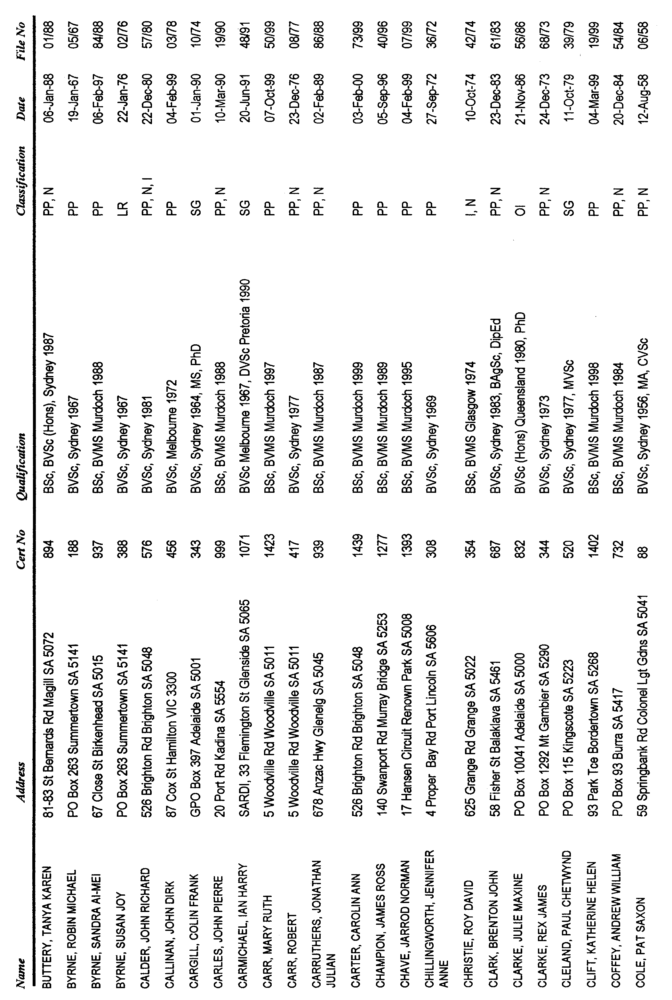 Name Address Cert No Qualification Classification Date File No
BUTTERY, TANYA KAREN 81-83 St Bernards Rd Magill SA 5072 894 BSc, BVSc (Hons), Sydney 1987 PP, N 06-Jan-88 01/88
BYRNE, ROBIN MICHAEL PO Box 263 Summertown SA 5141 188 BVSc, Sydney 1967 PP 19-Jan-67 05/67
BYRNE, SANDRA AI-MEI 67 Close St Birkenhead SA 5015 937 BSc, BVMS Murdoch 1988 PP 06-Feb-97 84/88
BYRNE, SUSAN JOY PO Box 263 Summertown SA 5141 388 BVSc, Sydney 1967 LR 22-Jan-76 02/76
CALDER, JOHN RICHARD 526 Brighton Rd Brighton SA 5048 576 BVSc, Sydney 1981 PP, N, I 22-Dec-80 57/80
CALLINAN, JOHN DIRK 87 Cox St Hamilton VIC 3300 456 BVSc, Melbourne 1972 PP 04-Feb-99 03/78
CARGILL, COLIN FRANK GPO Box 397 Adelaide SA 5001 343 BVSc, Sydney 1964, MS, PhD SG 01-Jan-90 10/74
CARLES, JOHN PIERRE 20 Port Rd Kadina SA 5554 999 BSc, BVMS Murdoch 1988 PP, N 10-Mar-90 19/90
CARMICHAEL, IAN HARRY SARDI, 33 Flemington St Glenside SA 5065 1071 BVSc Melbourne 1967, DVSc Pretoria 1990 SG 20-Jun-91 48/91
CARR, MARY RUTH 5 Woodville Rd Woodville SA 5011 1423 BSc, BVMS Murdoch 1997 PP 07-Oct-99 50/99
CARR, ROBERT 5 Woodville Rd Woodville SA 5011 417 BVSc, Sydney 1977 PP, N 23-Dec-76 08/77
CARRUTHERS, JONATHAN 678 Anzac Hwy Glenelg SA 5045 939 BSc, BVMS Murdoch 1987 PP, N 02-Feb-89 86/88
JULIAN
CARTER, CAROLIN ANN 526 Brighton Rd Brighton SA 5048 1439 BSc, BVMS Murdoch 1999 PP 03-Feb-00 73/99
CHAMPION, JAMES ROSS 140 Swanport Rd Murray Bridge SA 5253 1277 BSc, BVMS Murdoch 1989 PP 05-Sep-96 40/96
CHAVE, JARROD NORMAN 17 Hansen Circuit Renown Park SA 5008 1393 BSc, BVMS Murdoch 1995 PP 04-Feb-99 07/99
CHILLINGWORTH, JENNIFER 4 Proper Bay Rd Port Lincoln SA 5606 308 BVSc, Sydney 1969 PP 27-Sep-72 36/72
ANNE
CHRISTIE, ROY DAVID 625 Grange Rd Grange SA 5022 354 BSc, BVMS Glasgow 1974 I, N 10-Oct-74 42/74
CLARK, BRENTON JOHN 58 Fisher St Balaklava SA 5461 687 BVSc, Sydney 1983, BAgSc, DipEd PP, N 23-Dec-83 61/83
CLARKE, JULIE MAXINE PO Box 10041 Adelaide SA 5000 832 BVSc (Hons) Queensland 1980, PhD OI 21-Nov-86 56/86
CLARKE, REX JAMES PO Box 1292 Mt Gambier SA 5290 344 BVSc, Sydney 1973 PP, N 24-Dec-73 68/73
CLELAND, PAUL CHETWYND PO Box 115 Kingscote SA 5223 520 BVSc, Sydney 1977, MVSc SG 11-Oct-79 39/79
CLIFT, KATHERINE HELEN 93 Park Tce Bordertown SA 5268 1402 BSc, BVMS Murdoch 1998 PP 04-Mar-99 19/99
COFFEY, ANDREW WILLIAM PO Box 93 Burra SA 5417 732 BSc, BVMS Murdoch 1984 PP, N 20-Dec-84 54/84
COLE, PAT SAXON 59 Springbank Rd Colonel Lgt Gdns SA 5041 88 BVSc, Sydney 1956, MA, CVSc PP, N 12-Aug-58 06/58